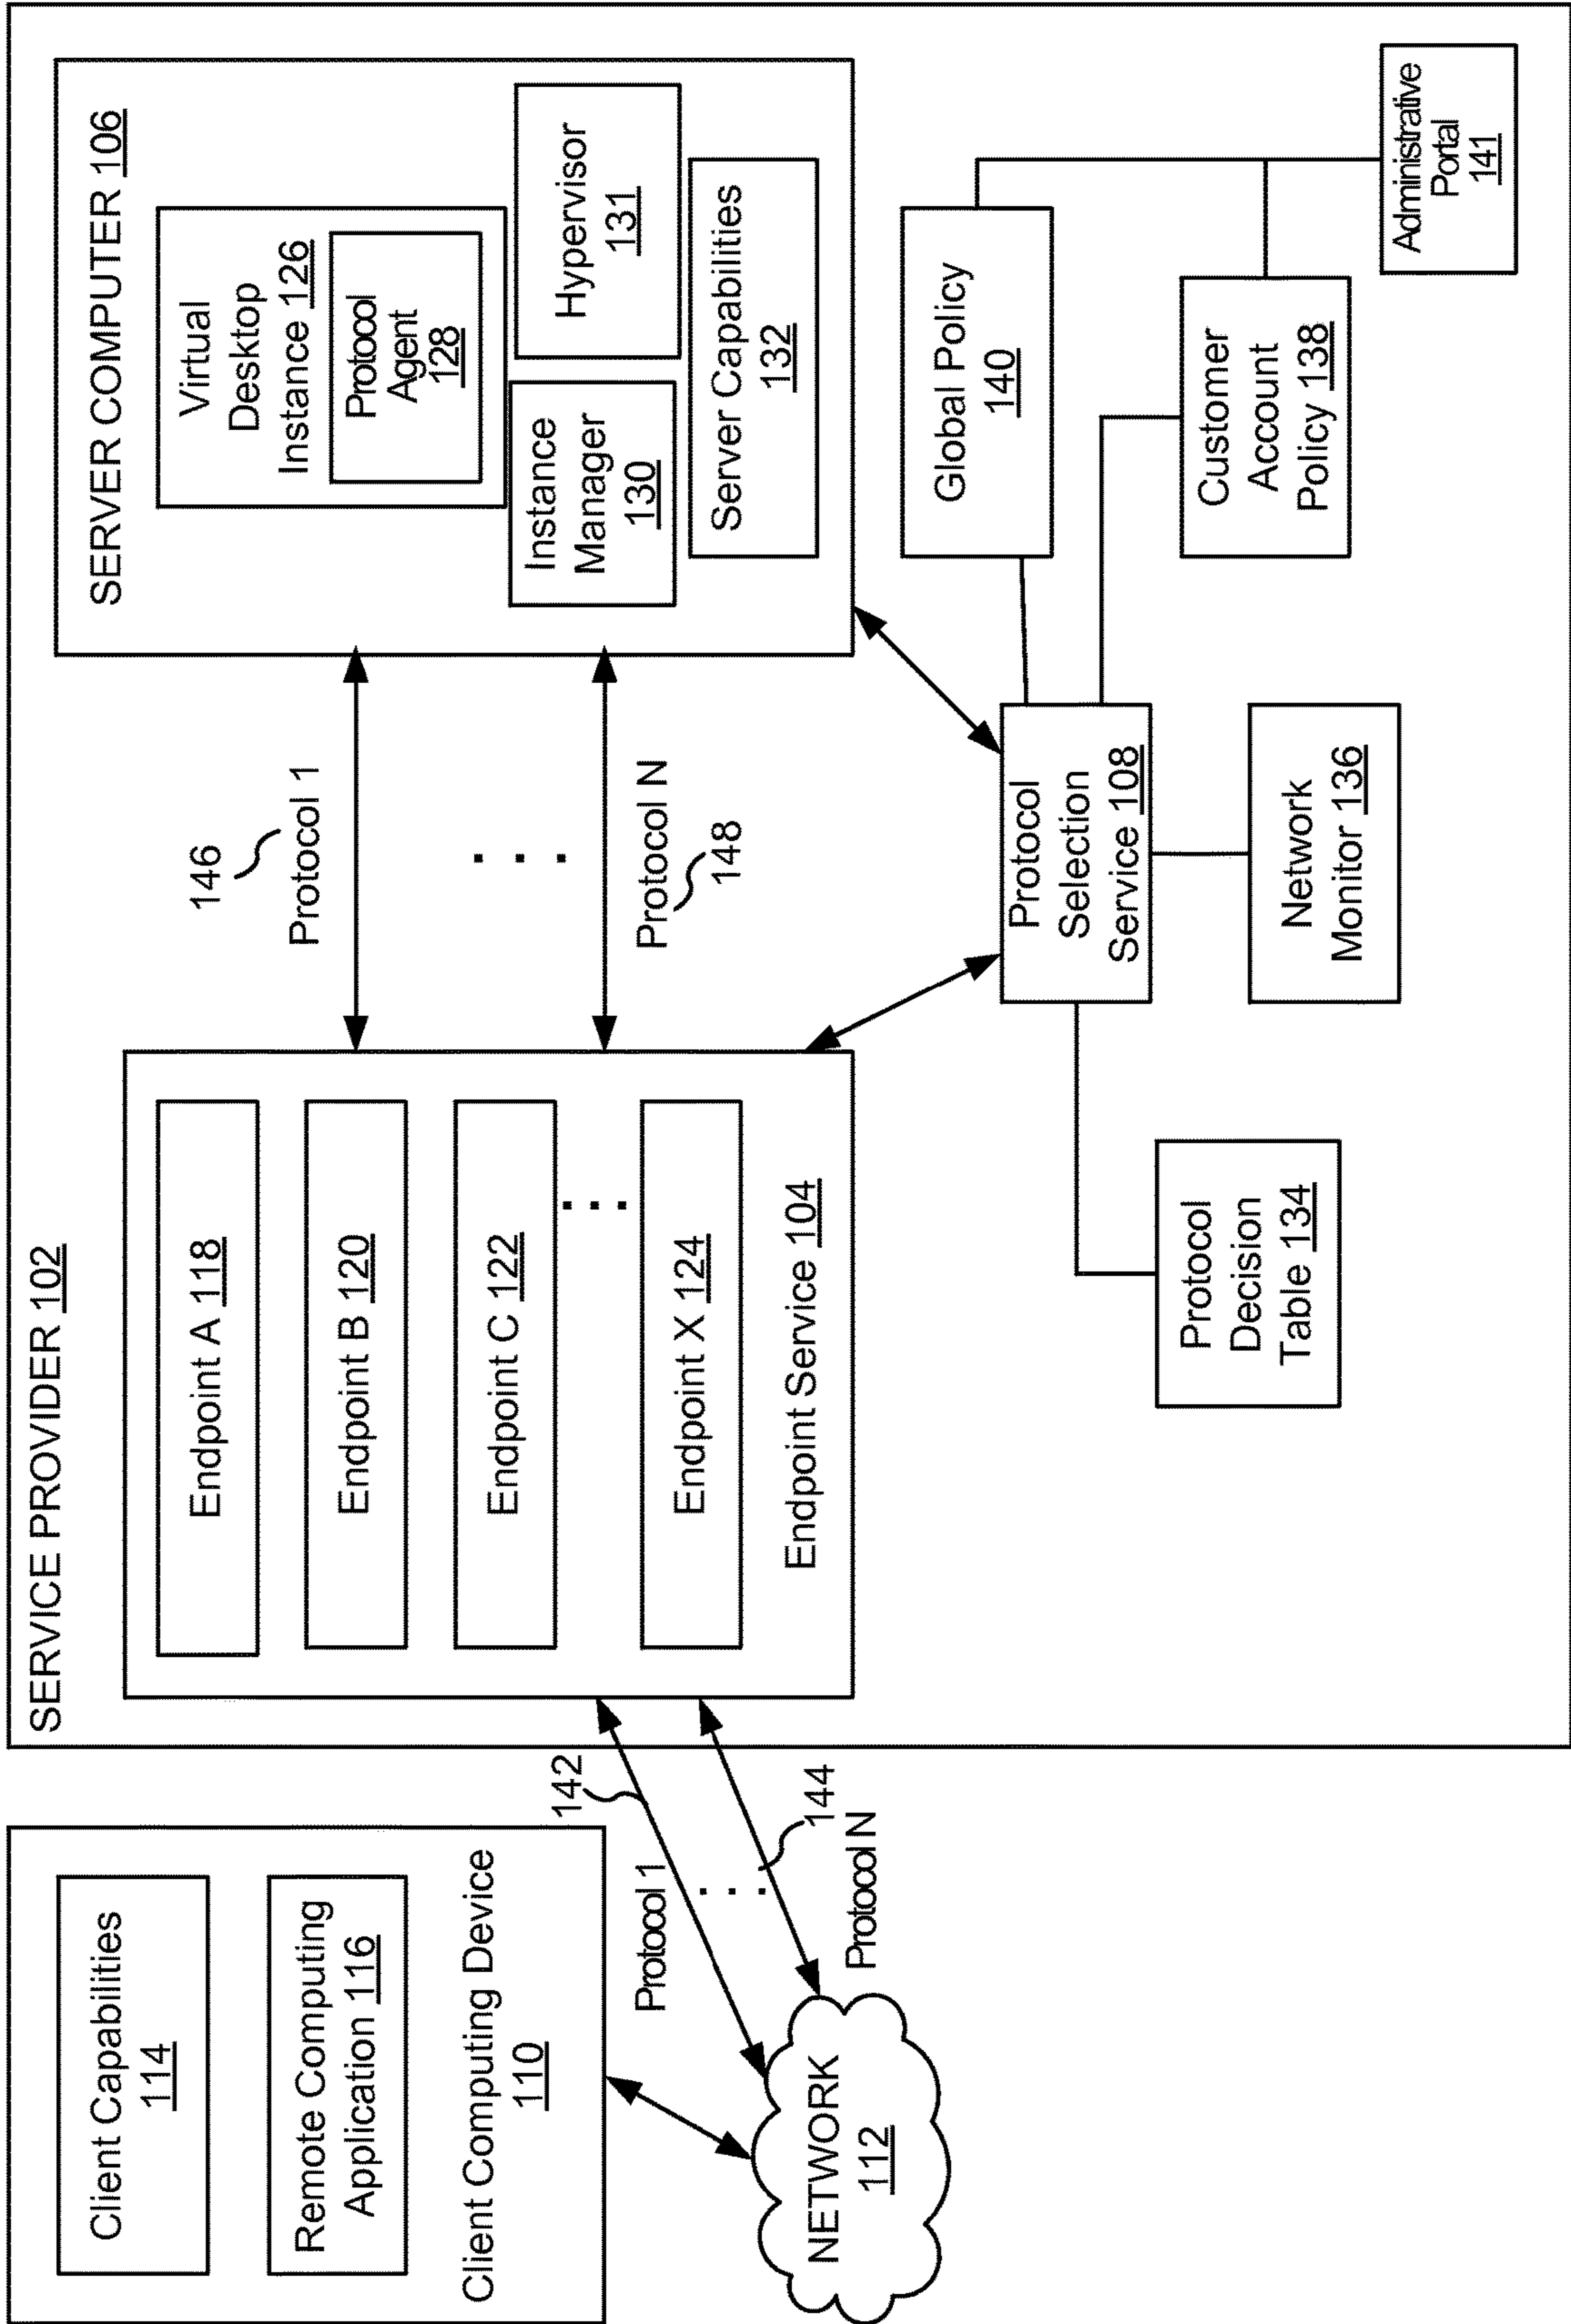 Client Capabilities
114
Remote Computing
Application 116
Client Computing Device
110
NETWORK
112
142
Protocol 1
. . .
144
Protocol N
SERVICE PROVIDER 102
Endpoint A 118
Endpoint B 120
Endpoint C 122
. . .
Endpoint X 124
Endpoint Service 104
146
Protocol 1
. . .
Protocol N
148
SERVER COMPUTER 106
Virtual
Desktop
Instance 126
Protocol
Agent
128
Instance
Manager
130
Hypervisor
131
Server Capabilities
132
Protocol
Selection
Service 108
Protocol
Decision
Table 134
Network
Monitor 136
Global Policy
140
Customer
Account
Policy 138
Administrative
Portal
141